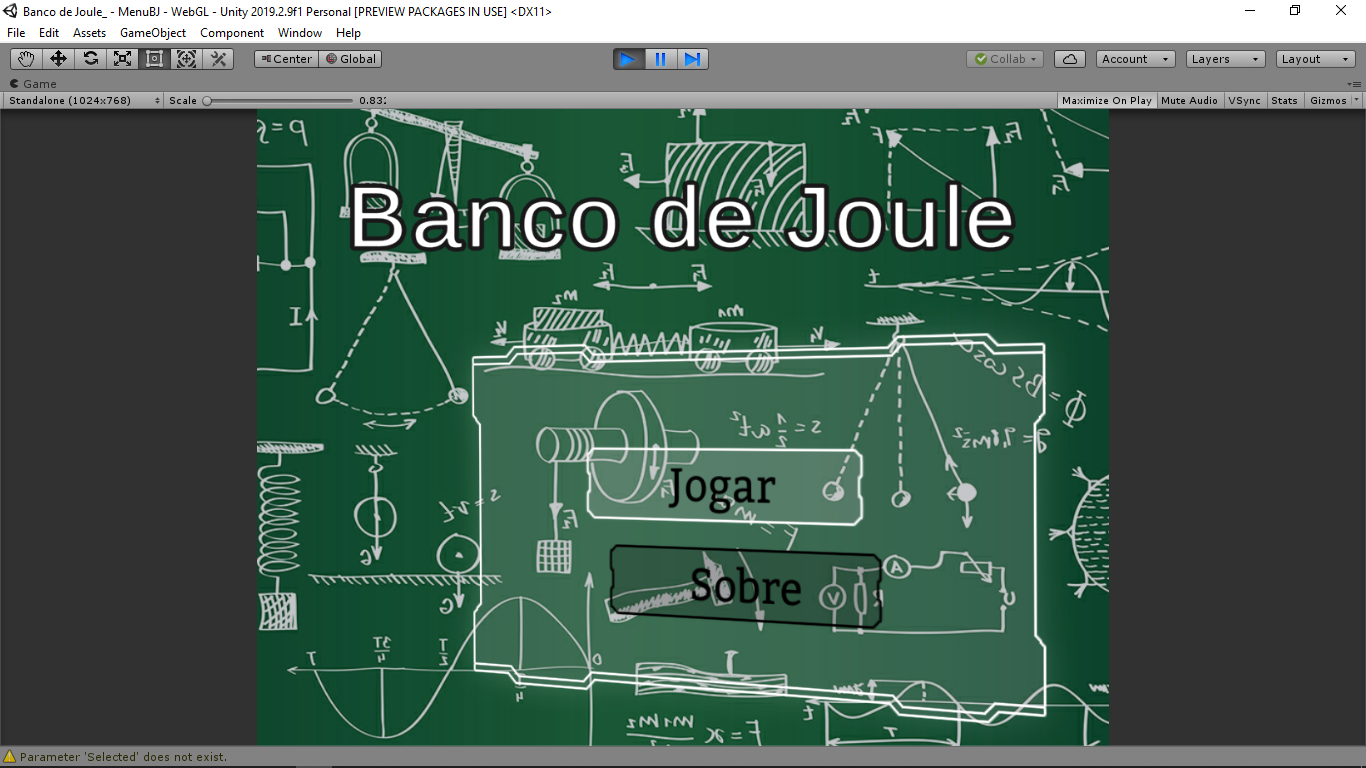 Banco de Joule_ - MenuBJ - WebGL - Unity 2019.2.9f1 Personal [PREVIEW PACKAGES IN USE] <DX11>
File Edit Assets GameObject Component Window Help
Center Global Collab Account Layers Layout
Game
Standalone (1024x768) Scale 0.83 Maximize On Play Mute Audio VSync Stats Gizmos
Banco de Joule
Jogar
Sobre
Parameter 'Selected' does not exist.